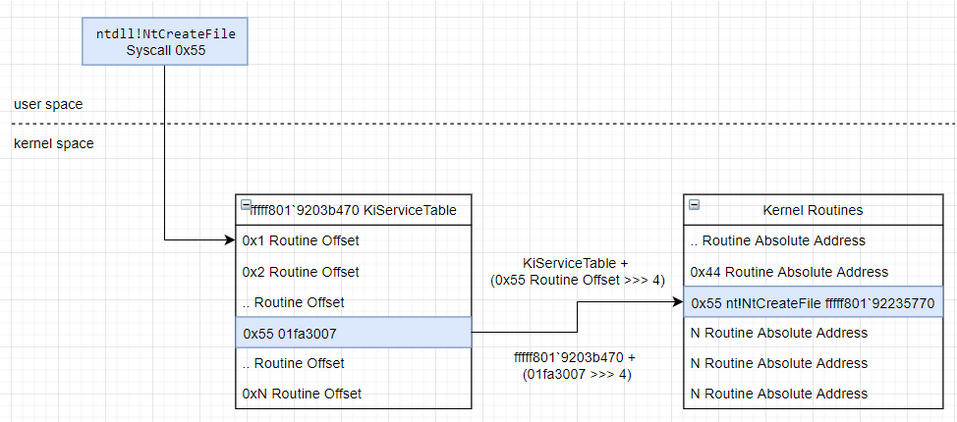 ntdll!NtCreateFile
Syscall 0x55
user space
kernel space
fffff801`9203b470 KiServiceTable
0x1 Routine Offset
0x2 Routine Offset
.. Routine Offset
0x55 01fa3007
.. Routine Offset
0xN Routine Offset
KiServiceTable +
(0x55 Routine Offset >>> 4)
fffff801`9203b470 +
(01fa3007 >>> 4)
Kernel Routines
.. Routine Absolute Address
0x44 Routine Absolute Address
0x55 nt!NtCreateFile fffff801`92235770
N Routine Absolute Address
N Routine Absolute Address
N Routine Absolute Address